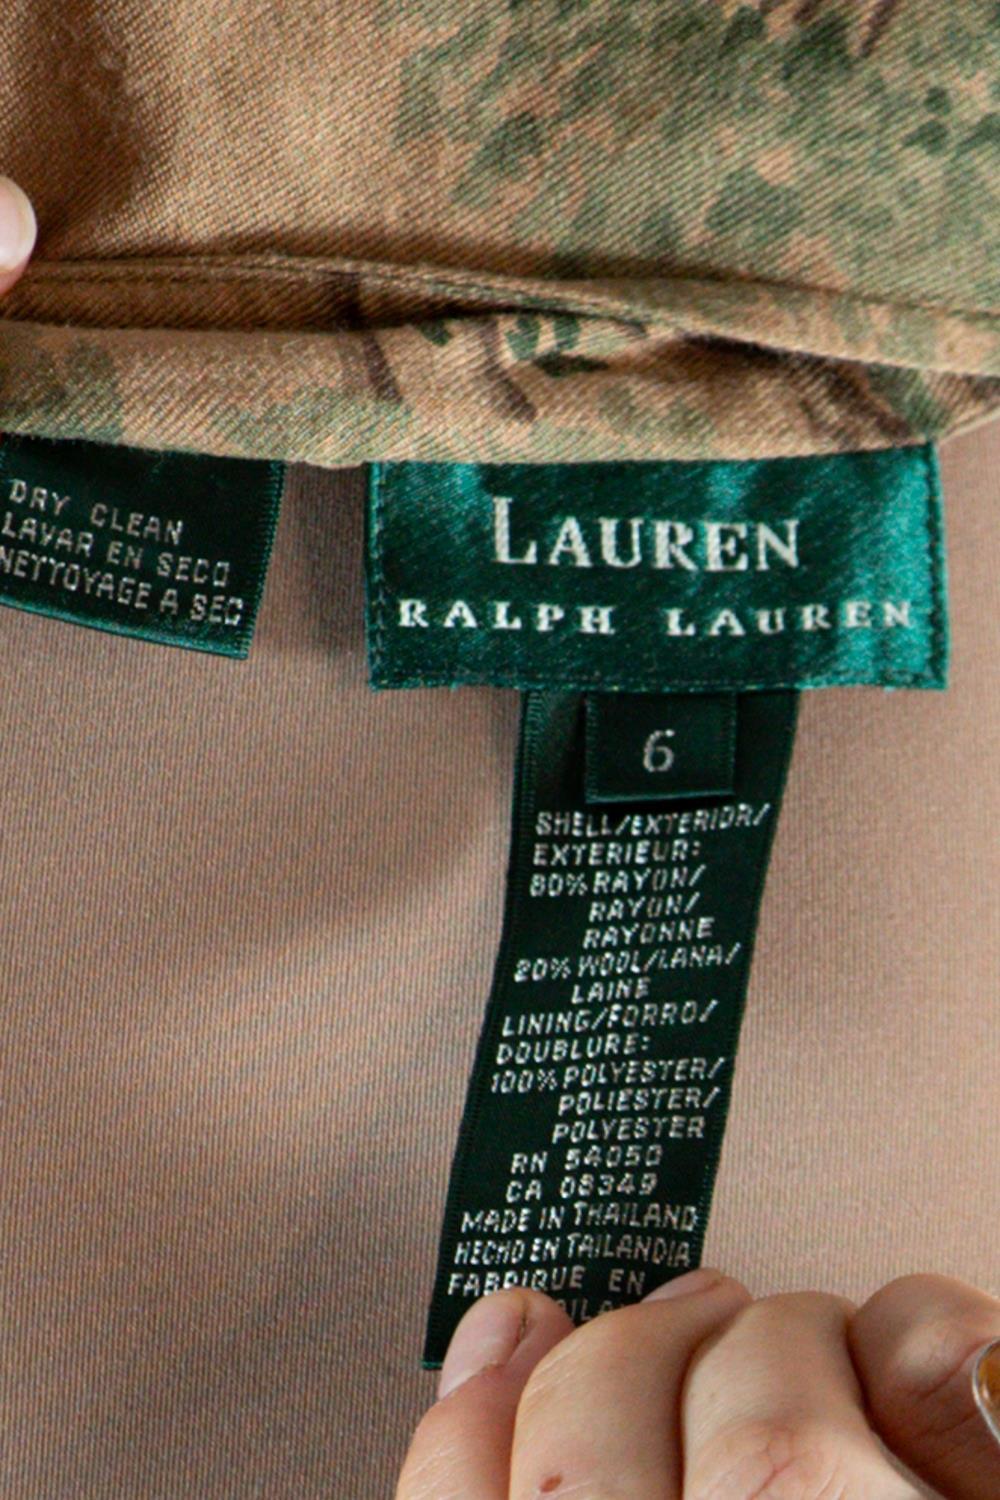 DRY CLEAN
LAVAR EN SECO
NETTOYAGE A SEC
LAUREN
RALPH LAUREN
6
SHELL/EXTERIOR/
EXTERIEUR:
80% RAYON/
RAYON/
RAYONNE
20% WOOL/LANA/
LAINE
LINING/FORRO/
DOUBLURE:
100% POLYESTER/
POLIESTER/
POLYESTER
RN 54050
CA 08349
MADE IN THAILAND
HECHO EN TAILANDIA
FABRIQUE EN